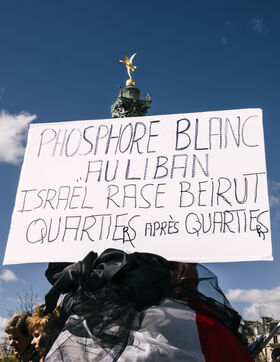 PHOSPHORE BLANC
AU LIBAN
ISRAËL RASE BEIRUT
QUARTIERS APRÈS QUARTIERS